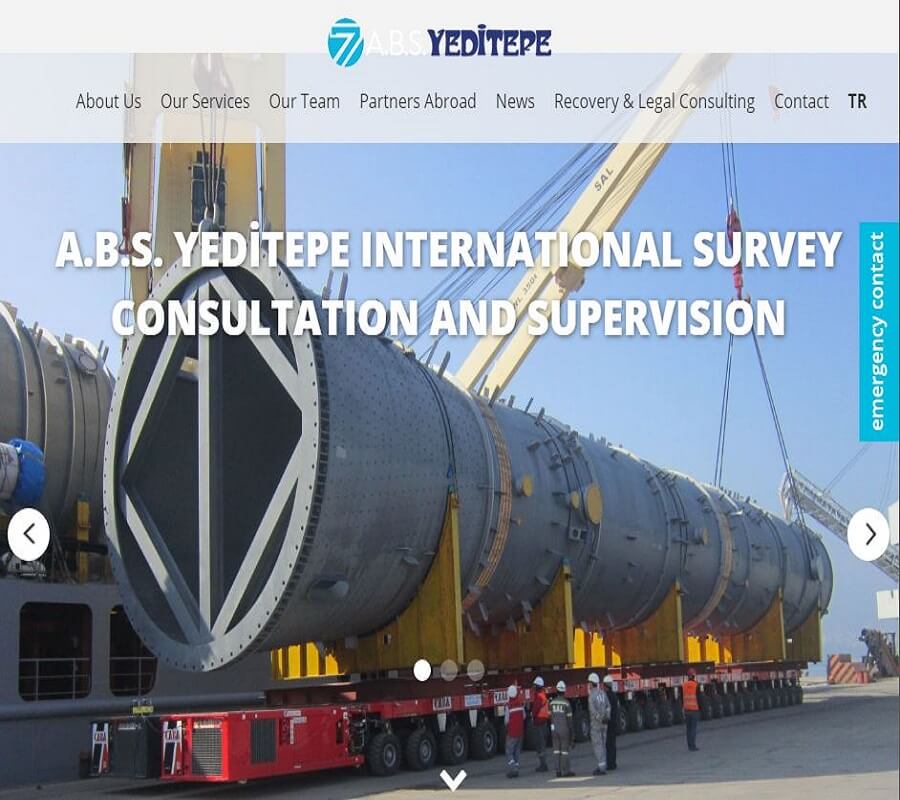 A.B.S. YEDİTEPE
About Us Our Services Our Team Partners Abroad News Recovery & Legal Consulting Contact TR
SAL
A.B.S. YEDİTEPE INTERNATIONAL SURVEY
CONSULTATION AND SUPERVISION
emergency contact
SAL